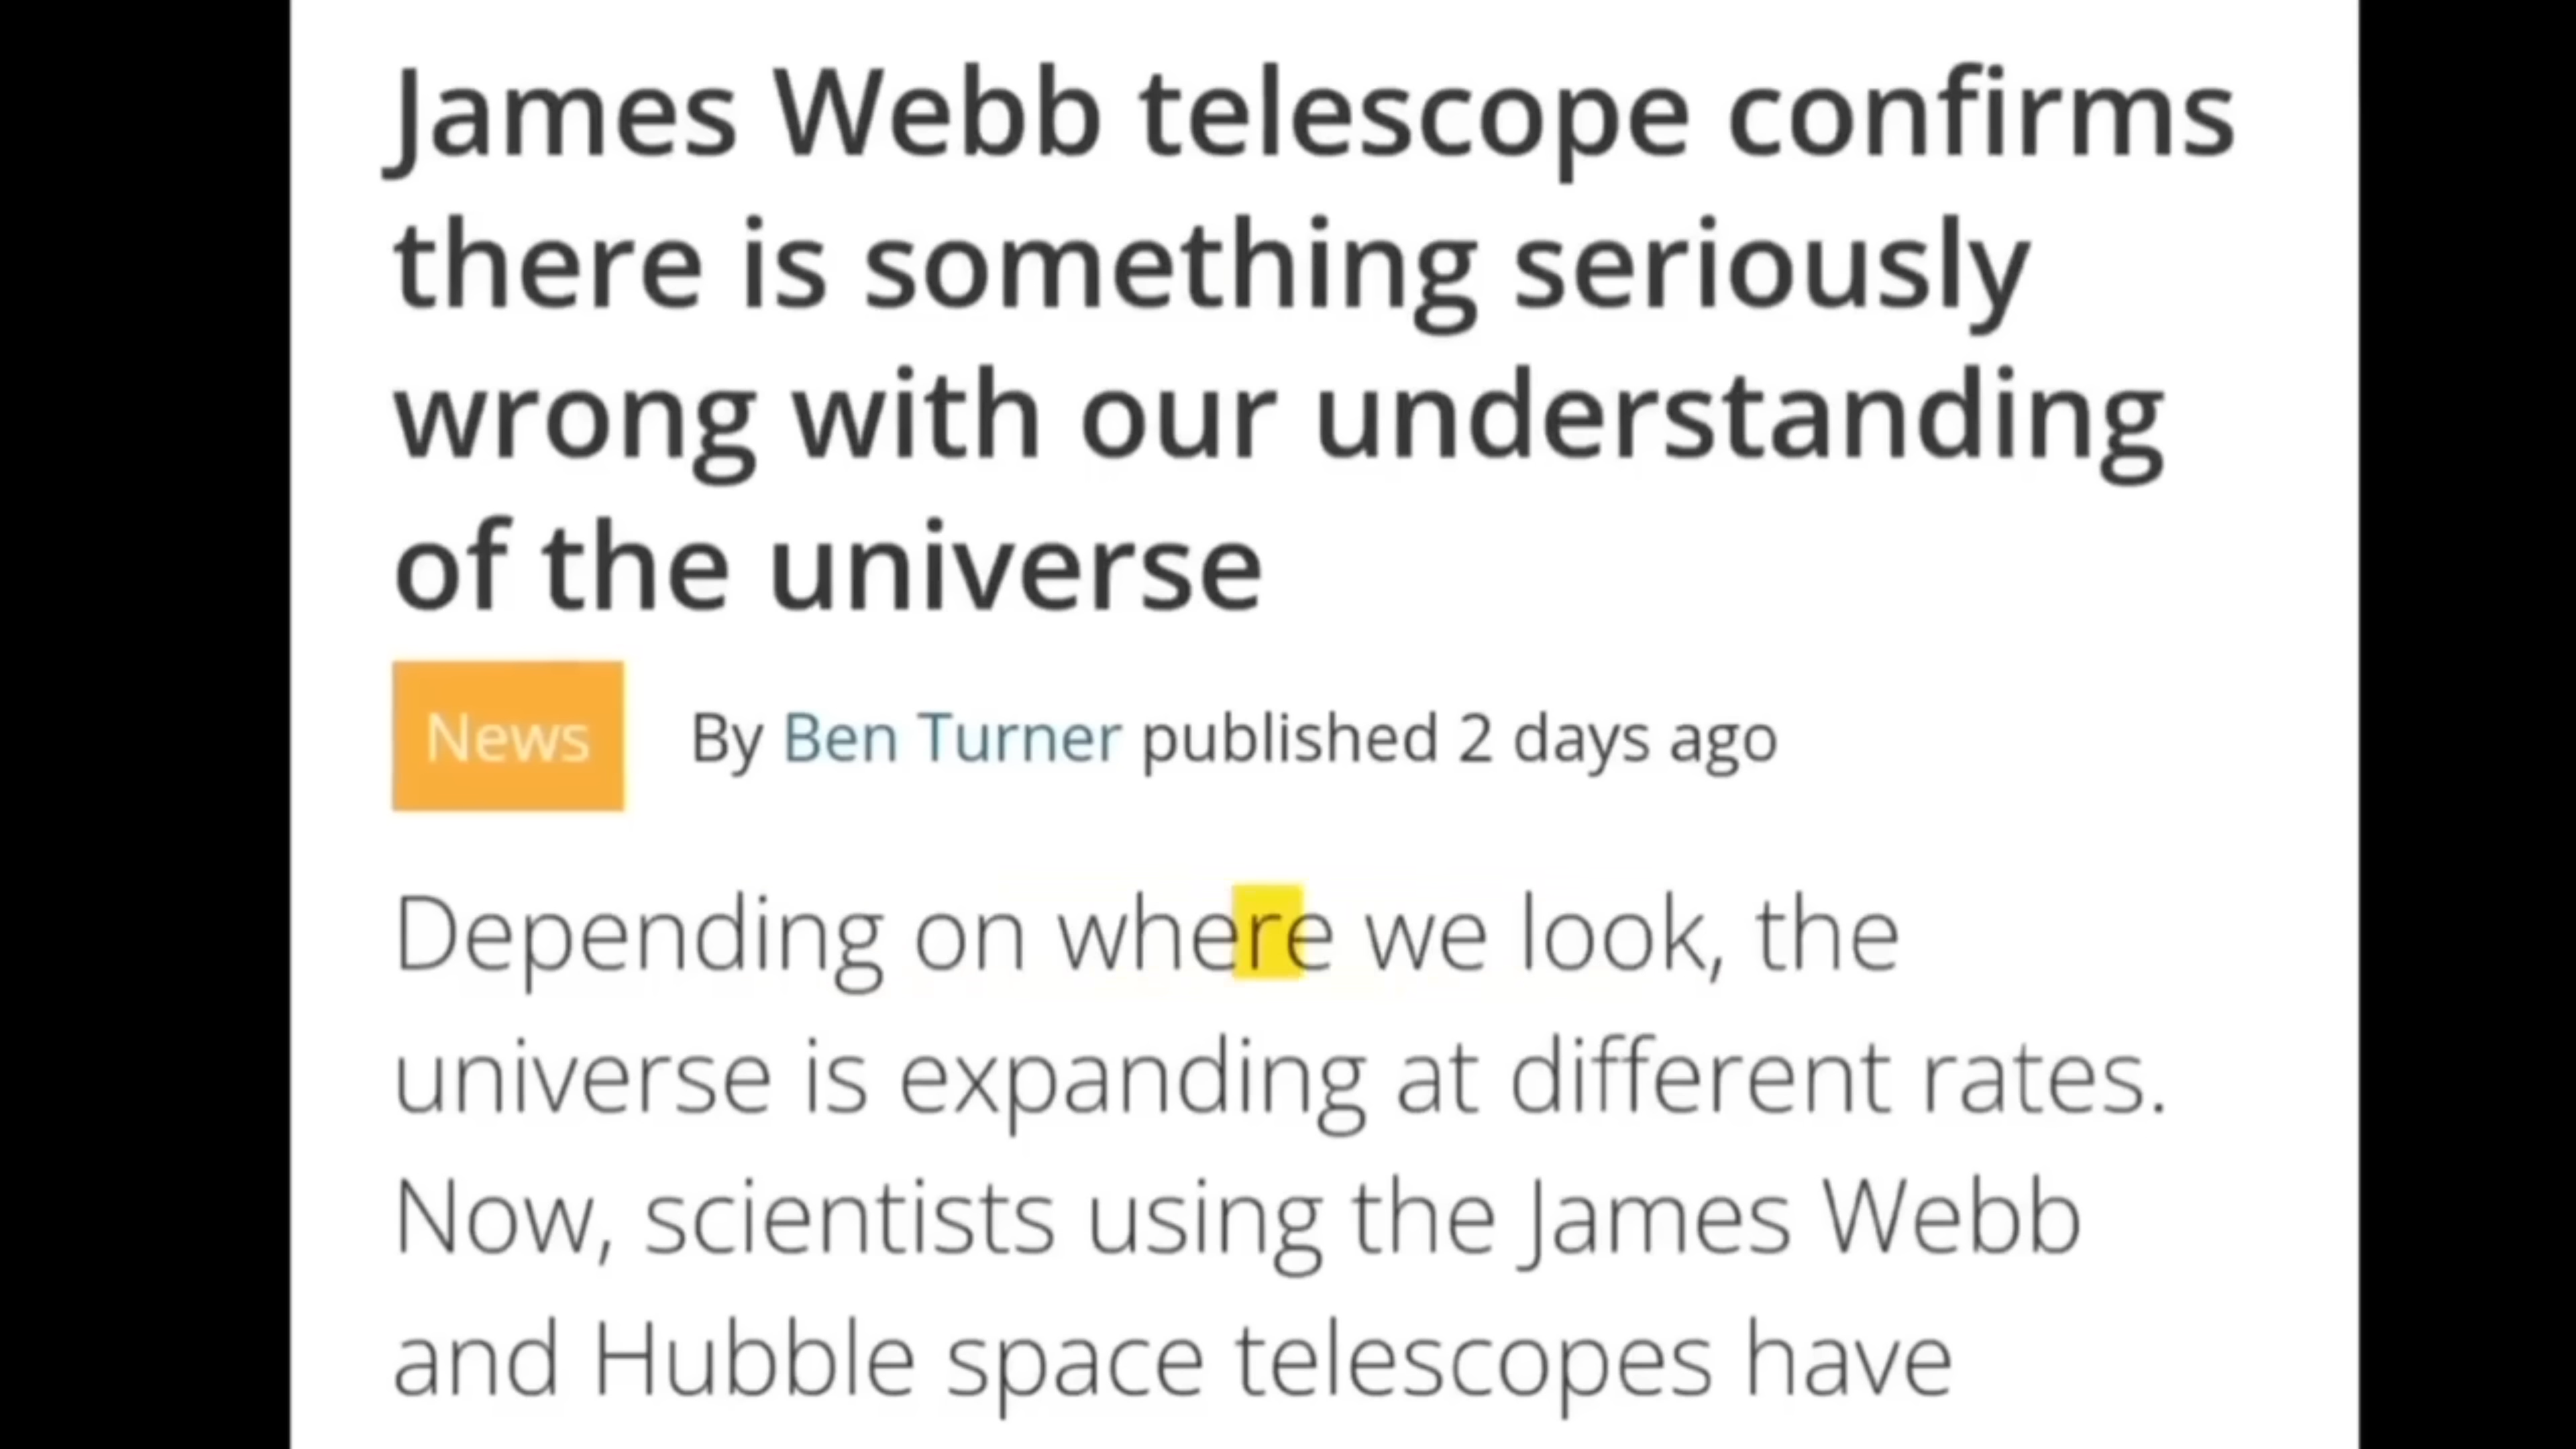 James Webb telescope confirms
there is something seriously
wrong with our understanding
of the universe
News By Ben Turner published 2 days ago
Depending on where we look, the
universe is expanding at different rates.
Now, scientists using the James Webb
and Hubble space telescopes have